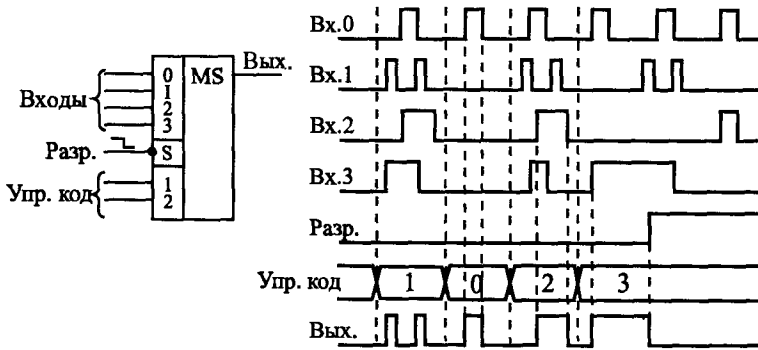 Входы
Разр.
Упр. код
0
1
2
3
S
1
2
MS
Вых.
Вх.0
Вх.1
Вх.2
Вх.3
Разр.
Упр. код 1 0 2 3
Вых.